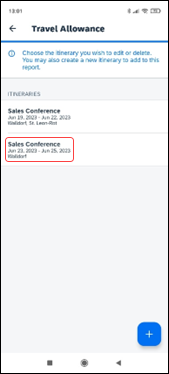 13:01
Travel Allowance
Choose the itinerary you wish to edit or delete.
You may also create a new itinerary to add to this
report.
ITINERARIES
Sales Conference
Jun 19, 2023 - Jun 22, 2023
Walldorf, St. Leon-Rot
Sales Conference
Jun 23, 2023 - Jun 25, 2023
Walldorf